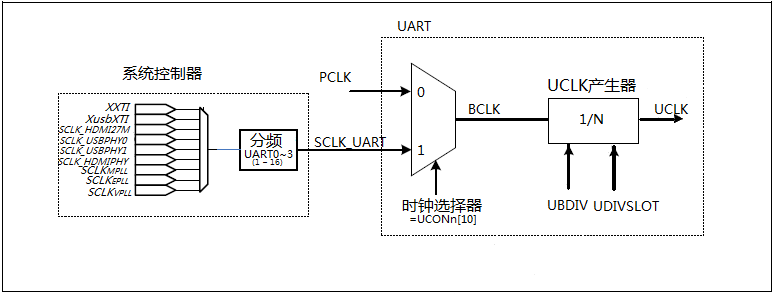 UART
系统控制器
XXTI
XusbXTI
SCLK_HDMI27M
SCLK_USBPHY0
SCLK_USBPHY1
SCLK_HDMIPHY
SCLKMPLL
SCLKEPLL
SCLKVPLL
分频
UART0~3
(1 - 16)
PCLK
SCLK_UART
0
1
时钟选择器
=UCONn[10]
BCLK
UCLK产生器
1/N
UCLK
UBDIV
UDIVSLOT